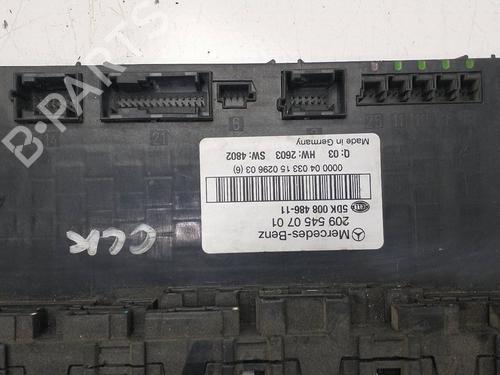 Mercedes-Benz
209 545 07 01
5DK 008 486-11
0000 04 033 15 0296 03 (6)
Q: 03 HW: 2603 SW: 4802
Made in Germany
CLK
B-PARTS
21
6